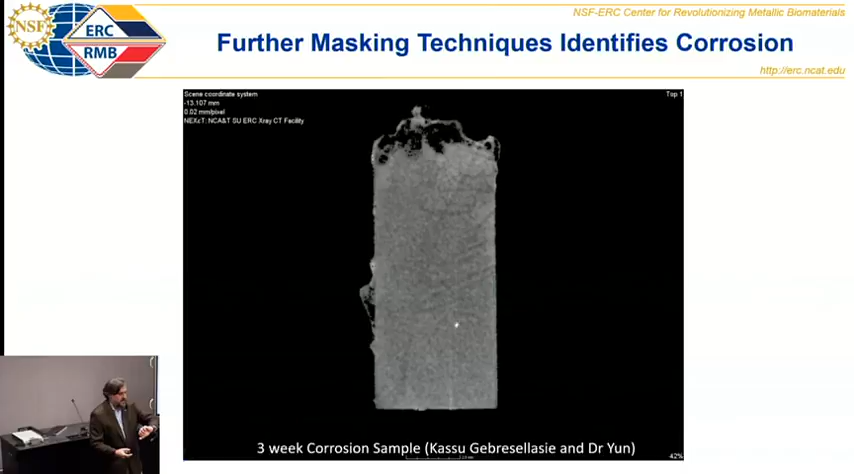 NSF
ERC
RMB
NSF-ERC Center for Revolutionizing Metallic Biomaterials
Further Masking Techniques Identifies Corrosion
http://erc.ncat.edu
Scene coordinate system
-13.107 mm
0.02 mm/pixel
NEXcT: NCA&T SU ERC Xray CT Facility
Top 1
3 week Corrosion Sample (Kassu Gebresellasie and Dr Yun)
42%